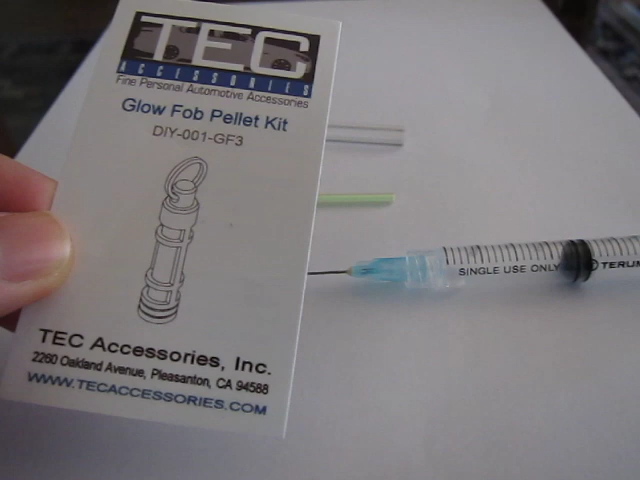 TEC
ACCESSORIES
Fine Personal Automotive Accessories
Glow Fob Pellet Kit
DIY-001-GF3
TEC Accessories, Inc.
2260 Oakland Avenue, Pleasanton, CA 94588
WWW.TECACCESSORIES.COM
SINGLE USE ONLY